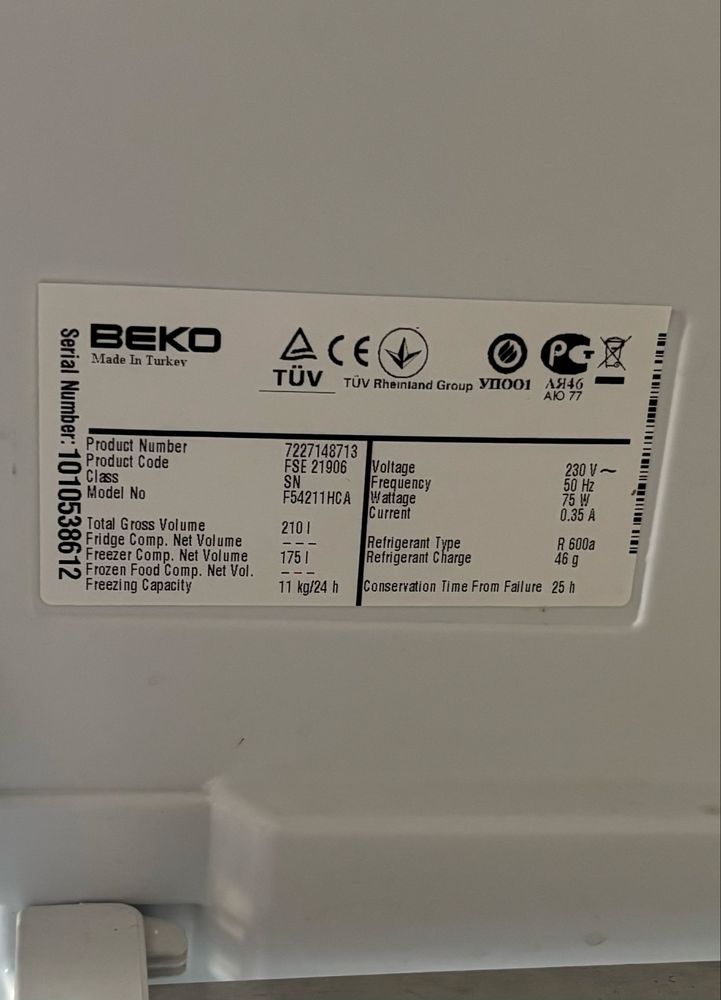 BEKO
Made In Turkey
TÜV
TÜV Rheinland Group
УП001
АЯ46
АЮ 77
Serial Number: 1010538612
Product Number 7227148713
Product Code FSE 21906
Class SN
Model No F54211HCA
Total Gross Volume 210 l
Fridge Comp. Net Volume ---
Freezer Comp. Net Volume 175 l
Frozen Food Comp. Net Vol. ---
Freezing Capacity 11 kg/24 h
Voltage 230 V ~
Frequency 50 Hz
Wattage 75 W
Current 0.35 A
Refrigerant Type R 600a
Refrigerant Charge 46 g
Conservation Time From Failure 25 h